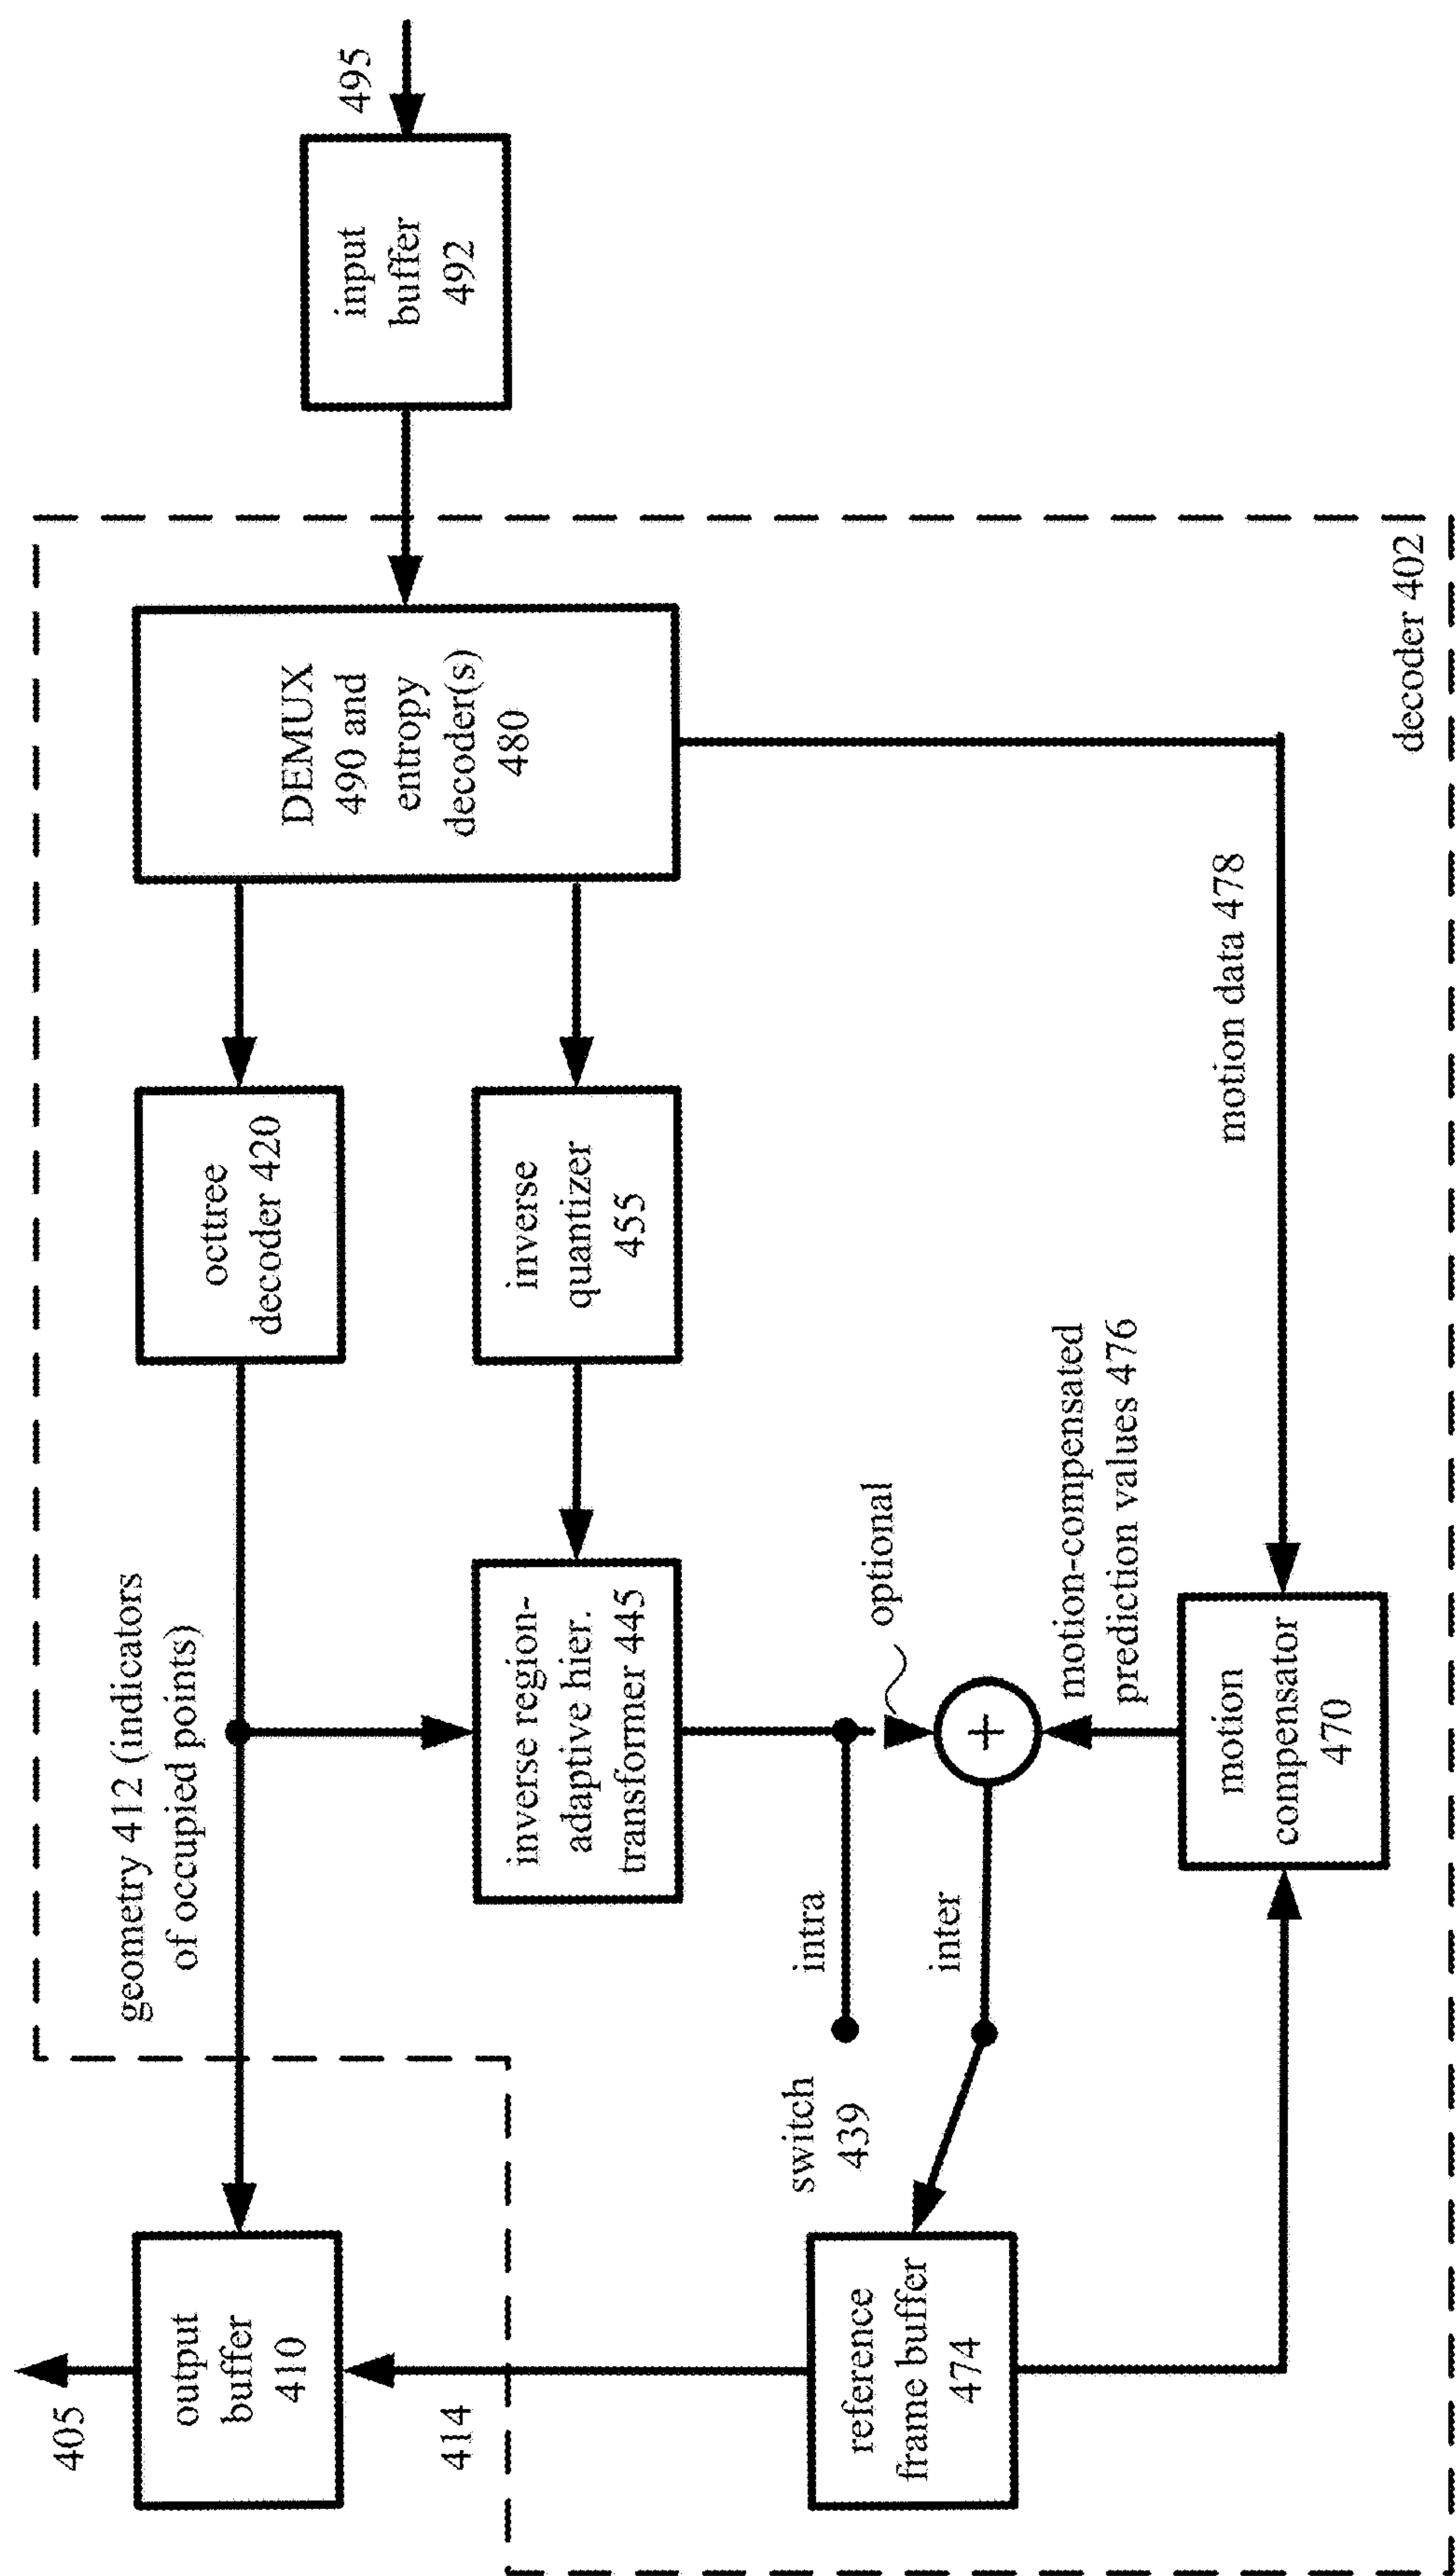 495
input
buffer
492
decoder 402
DEMUX
490 and
entropy
decoder(s)
480
octtree
decoder 420
inverse
quantizer
455
motion data 478
geometry 412 (indicators
of occupied points)
inverse region-
adaptive hier.
transformer 445
optional
motion-compensated
prediction values 476
+
motion
compensator
470
intra
inter
switch
439
405
output
buffer
410
414
reference
frame buffer
474